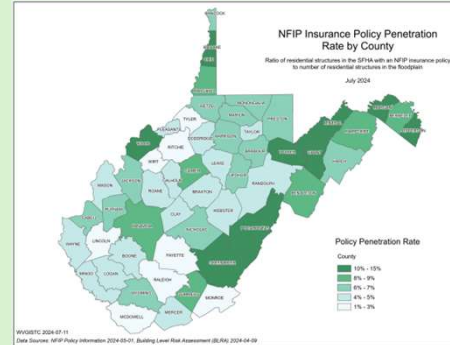 NFIP Insurance Policy Penetration
Rate by County
Ratio of residential structures in the SFHA with an NFIP insurance policy
to number of residential structures in the floodplain
July 2024
HANCOCK
OHIO
WETZEL
MONONGALIA
MARION
PRESTON
TYLER
PLEASANTS
DODDRIDGE
HARRISON
TAYLOR
WOOD
RITCHIE
BARBOUR
TUCKER
GRANT
MINERAL
HAMPSHIRE
MORGAN
BERKELEY
JEFFERSON
HARDY
WIRT
GILMER
LEWIS
UPSHUR
RANDOLPH
PENDLETON
JACKSON
MASON
ROANE
CALHOUN
BRAXTON
WEBSTER
POCAHONTAS
PUTNAM
CABELL
KANAWHA
CLAY
NICHOLAS
WAYNE
LINCOLN
BOONE
FAYETTE
GREENBRIER
MINGO
LOGAN
RALEIGH
WYOMING
SUMMERS
MONROE
MERCER
MCDOWELL
Policy Penetration Rate
County
10% - 15%
8% - 9%
6% - 7%
4% - 5%
1% - 3%
WVGISTC 2024-07-11
Data Sources: NFIP Policy Information 2024-05-01, Building Level Risk Assessment (BLRA) 2024-04-09